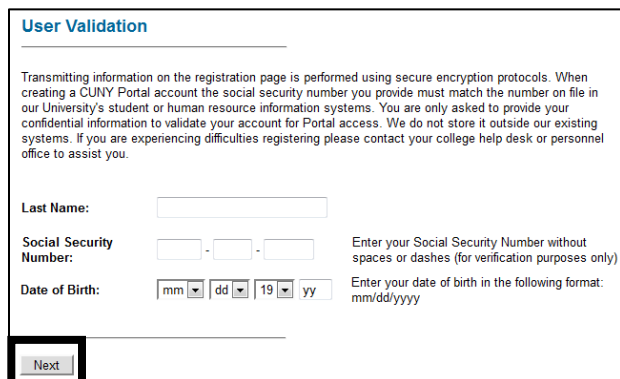 User Validation
Transmitting information on the registration page is performed using secure encryption protocols. When
creating a CUNY Portal account the social security number you provide must match the number on file in
our University's student or human resource information systems. You are only asked to provide your
confidential information to validate your account for Portal access. We do not store it outside our existing
systems. If you are experiencing difficulties registering please contact your college help desk or personnel
office to assist you.
Last Name:
Social Security
Number:
- -
Enter your Social Security Number without
spaces or dashes (for verification purposes only)
Date of Birth:
mm dd 19 yy
Enter your date of birth in the following format:
mm/dd/yyyy
Next